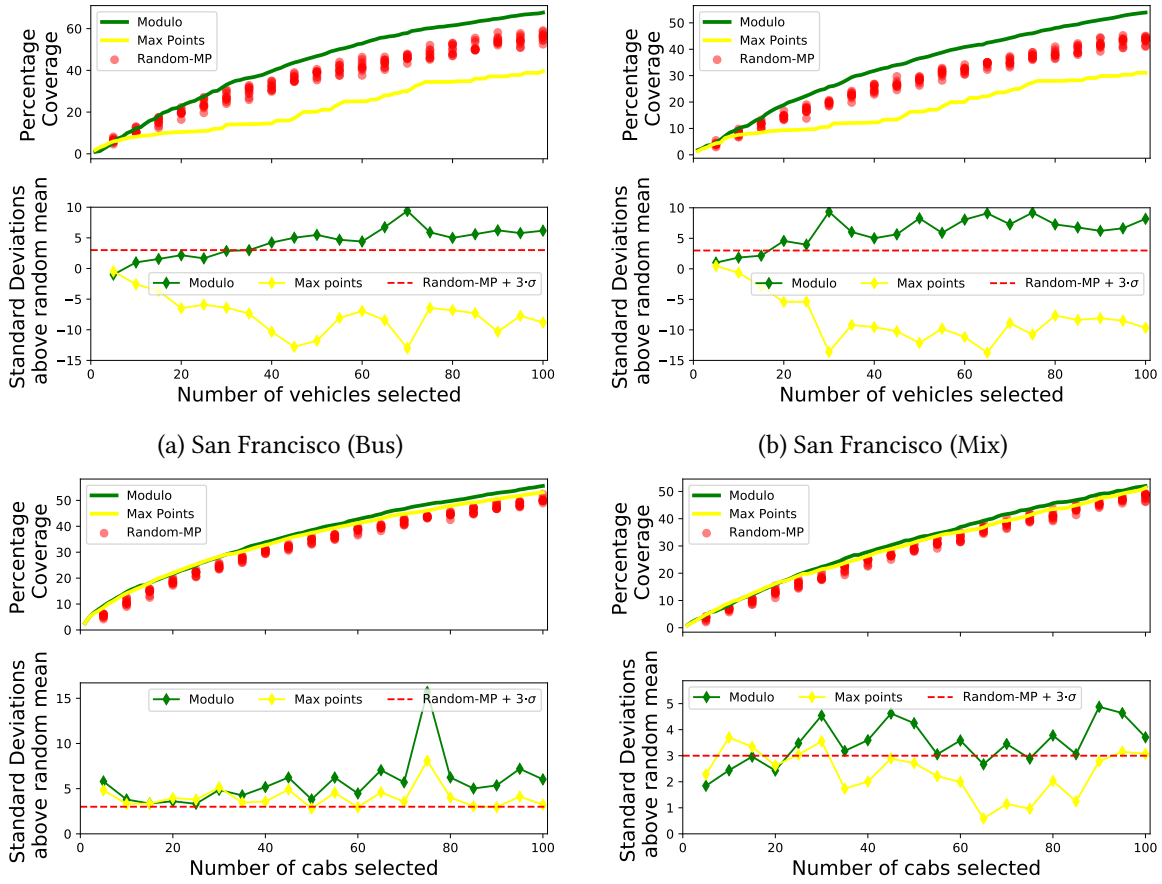 Percentage
Coverage
60
40
20
0
Modulo
Max Points
Random-MP
Standard Deviations
above random mean
10
5
0
−5
−10
−15
Modulo
Max points
Random-MP + 3·σ
0
20
40
60
80
100
Number of vehicles selected
(a) San Francisco (Bus)
Percentage
Coverage
50
40
30
20
10
0
Modulo
Max Points
Random-MP
Standard Deviations
above random mean
10
5
0
−5
−10
−15
Modulo
Max points
Random-MP + 3·σ
0
20
40
60
80
100
Number of vehicles selected
(b) San Francisco (Mix)
Percentage
Coverage
50
40
30
20
10
0
Modulo
Max Points
Random-MP
Standard Deviations
above random mean
15
10
5
0
Modulo
Max points
Random-MP + 3·σ
0
20
40
60
80
100
Number of cabs selected
Percentage
Coverage
50
40
30
20
10
0
Modulo
Max Points
Random-MP
Standard Deviations
above random mean
5
4
3
2
1
0
Modulo
Max points
Random-MP + 3·σ
0
20
40
60
80
100
Number of cabs selected